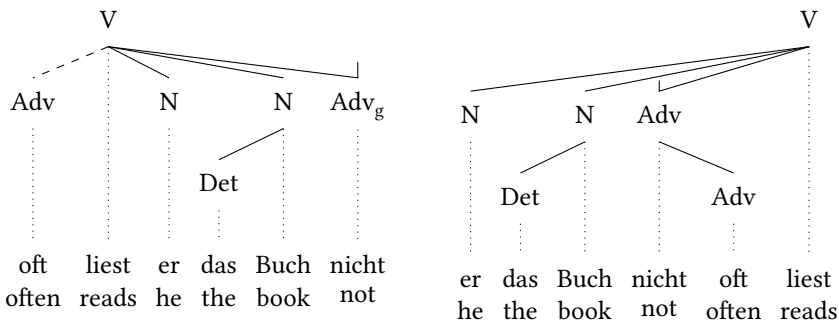 V
Adv N N Adv_g
Det
oft liest er das Buch nicht
often reads he the book not
V
N N Adv
Det Adv
er das Buch nicht oft liest
he the book not often reads